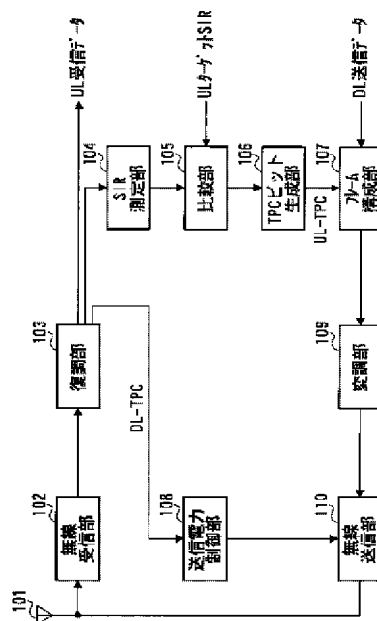 101
102
無線
受信部
103
復調部
UL受信データ
104
SIR
測定部
105
比較部
ULターゲットSIR
106
TPCビット
生成部
UL-TPC
107
フレーム
構成部
DL送信データ
DL-TPC
108
送信電力
制御部
109
変調部
110
無線
送信部